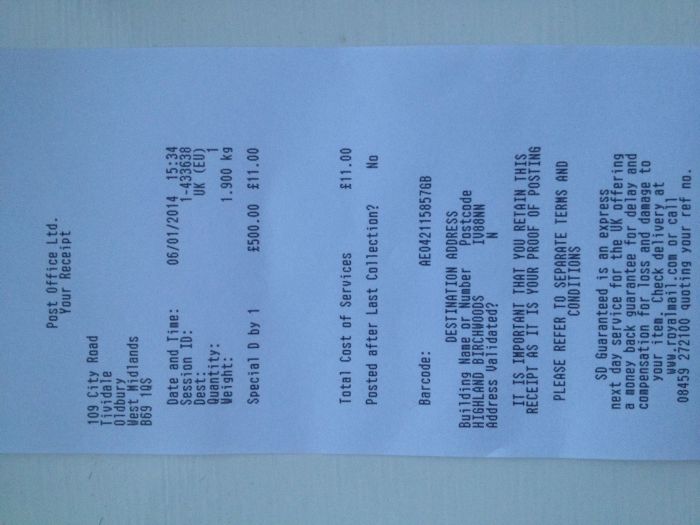 Post Office Ltd.
Your Receipt
109 City Road
Tividale
Oldbury
West Midlands
B69 1QS
Date and Time: 06/01/2014 15:34
Session ID: 1-433638
Dest: UK (EU)
Quantity: 1
Weight: 1.900 kg
Special D by 1 £500.00 £11.00
Total Cost of Services £11.00
Posted after Last Collection? No
Barcode: AE042115857GB
DESTINATION ADDRESS
Building Name or Number Postcode
HIGHLAND BIRCHWOODS IV88NN
Address Validated? N
IT IS IMPORTANT THAT YOU RETAIN THIS
RECEIPT AS IT IS YOUR PROOF OF POSTING
PLEASE REFER TO SEPARATE TERMS AND
CONDITIONS
SD Guaranteed is an express
next day service for the UK offering
a money back guarantee for delay and
compensation for loss and damage to
your item. Check delivery at
www.royalmail.com or call
08459 272100 quoting your ref no.